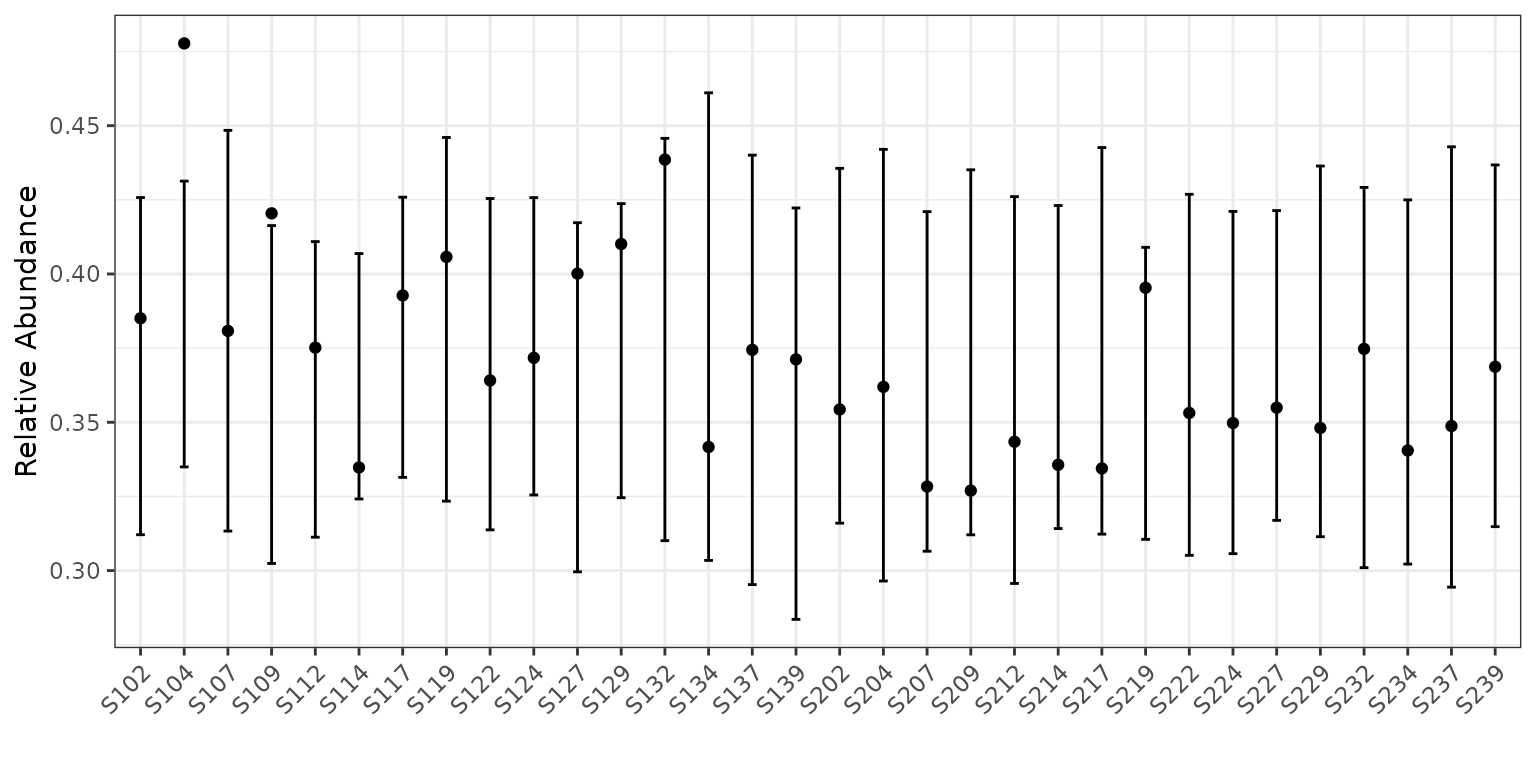 Relative Abundance
0.45
0.40
0.35
0.30
S102
S104
S107
S109
S112
S114
S117
S119
S122
S124
S127
S129
S132
S134
S137
S139
S202
S204
S207
S209
S212
S214
S217
S219
S222
S224
S227
S229
S232
S234
S237
S239